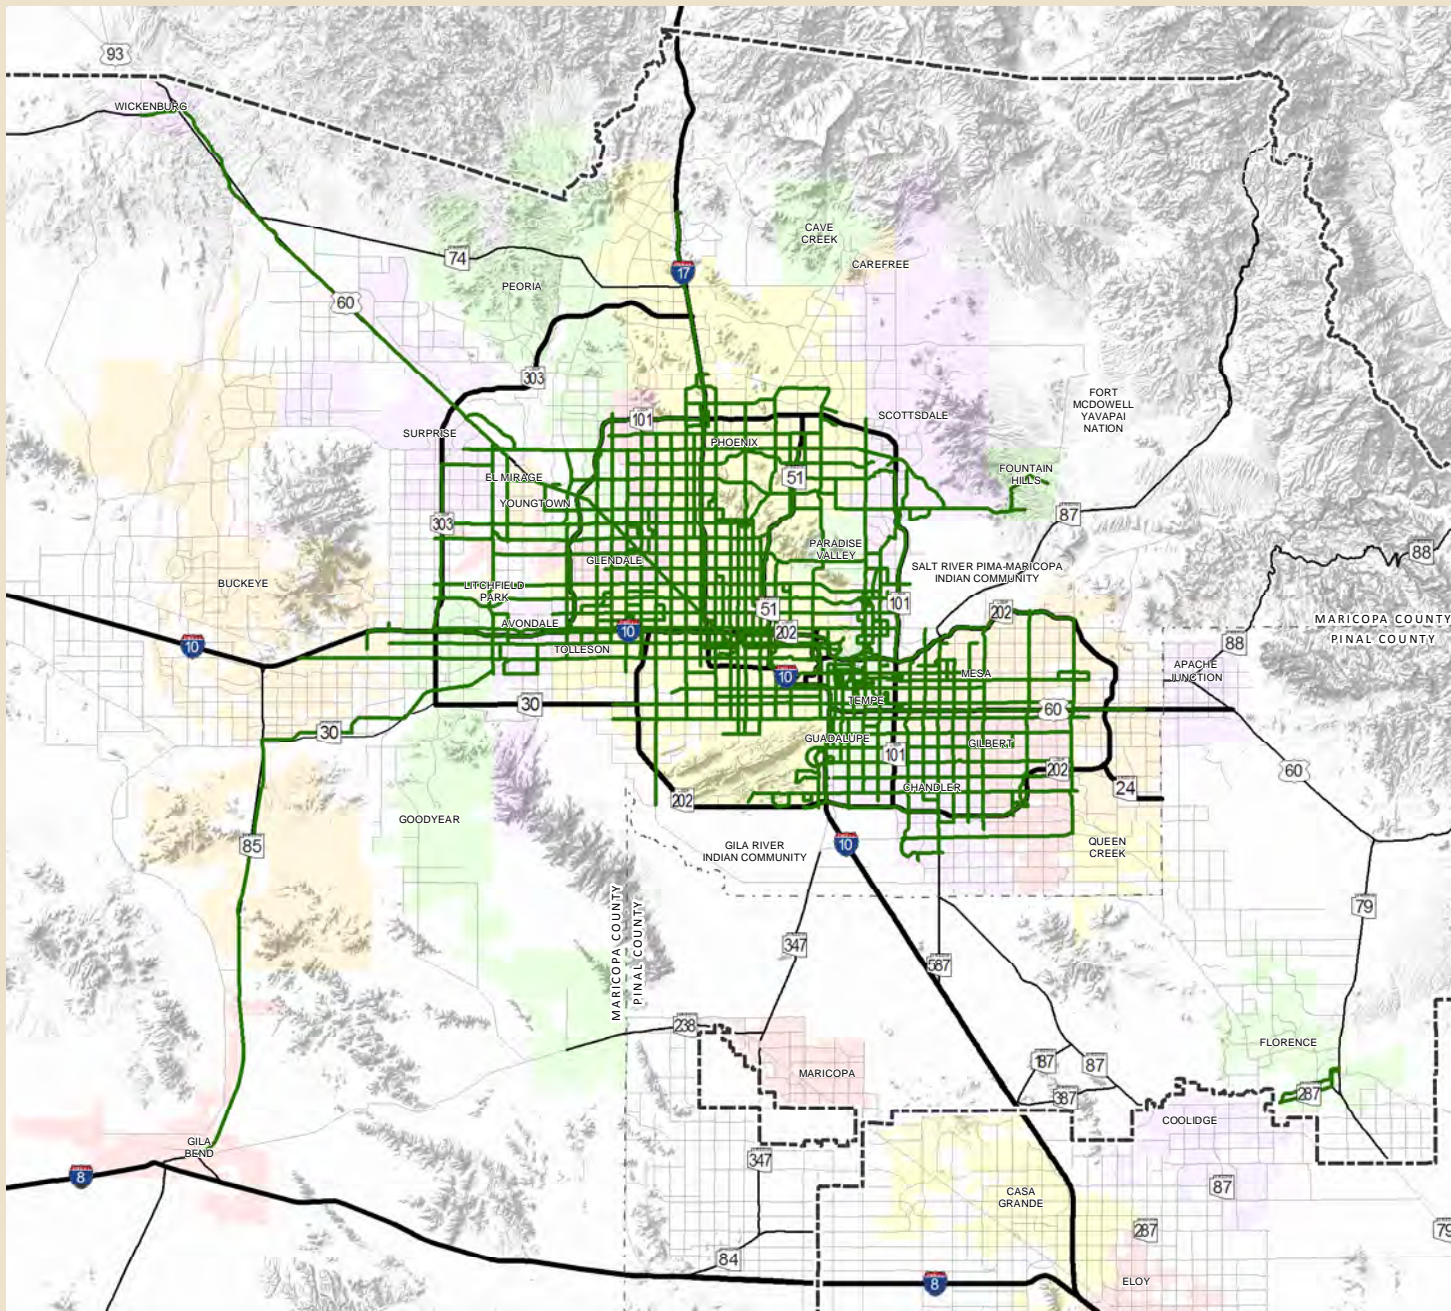 93
WICKENBURG
CAVE
CREEK
74
CAREFREE
17
PEORIA
60
303
FORT
MCDOWELL
YAVAPAI
NATION
101
SCOTTSDALE
SURPRISE
PHOENIX
FOUNTAIN
HILLS
EL MIRAGE
51
YOUNGTOWN
87
303
PARADISE
VALLEY
88
GLENDALE
SALT RIVER PIMA-MARICOPA
INDIAN COMMUNITY
BUCKEYE
LITCHFIELD
PARK
101
51
202
AVONDALE
10
202
MARICOPA COUNTY
PINAL COUNTY
10
TOLLESON
88
APACHE
JUNCTION
10
MESA
30
TEMPE
60
30
GUADALUPE
101
GILBERT
60
202
CHANDLER
24
202
GOODYEAR
85
10
GILA RIVER
INDIAN COMMUNITY
QUEEN
CREEK
79
MARICOPA COUNTY
PINAL COUNTY
347
587
238
FLORENCE
187
87
MARICOPA
387
287
COOLIDGE
GILA
BEND
347
8
87
CASA
GRANDE
287
79
84
8
ELOY